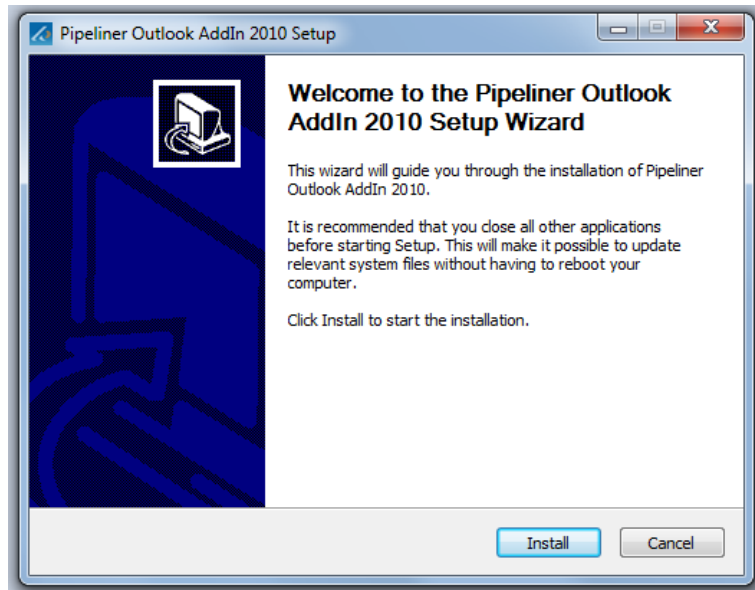 Pipeliner Outlook AddIn 2010 Setup
Welcome to the Pipeliner Outlook
AddIn 2010 Setup Wizard
This wizard will guide you through the installation of Pipeliner
Outlook AddIn 2010.
It is recommended that you close all other applications
before starting Setup. This will make it possible to update
relevant system files without having to reboot your
computer.
Click Install to start the installation.
Install
Cancel